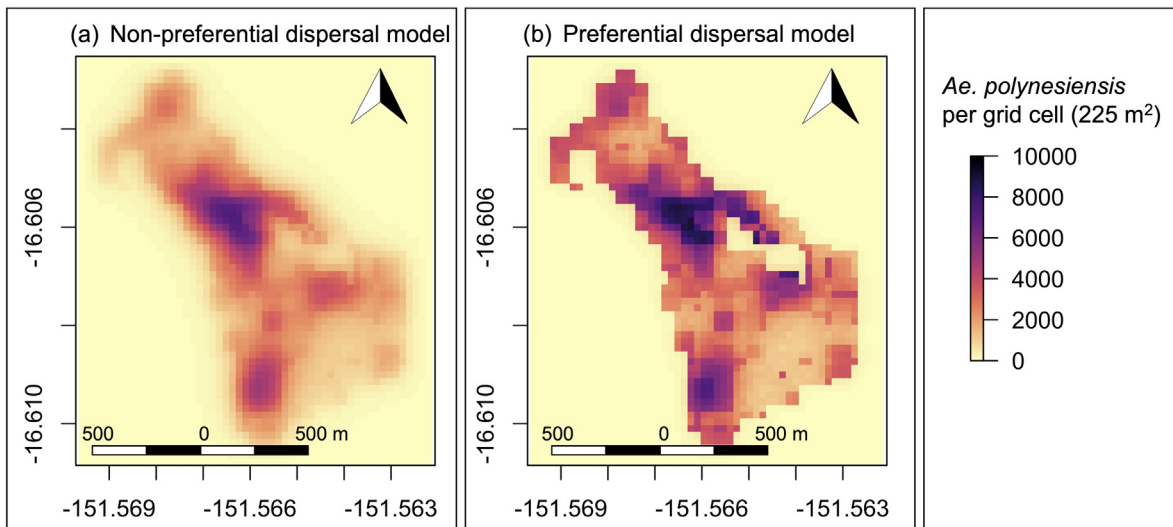 (a) Non-preferential dispersal model
-16.606
-16.610
500 0 500 m
-151.569 -151.566 -151.563
(b) Preferential dispersal model
-16.606
-16.610
500 0 500 m
-151.569 -151.566 -151.563
Ae. polynesiensis
per grid cell (225 m²)
10000
8000
6000
4000
2000
0